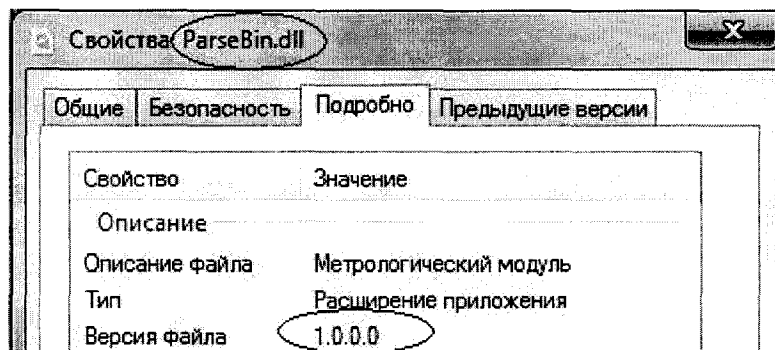 Свойства: ParseBin.dll
Общие Безопасность Подробно Предыдущие версии
Свойство Значение
Описание
Описание файла Метрологический модуль
Тип Расширение приложения
Версия файла 1.0.0.0